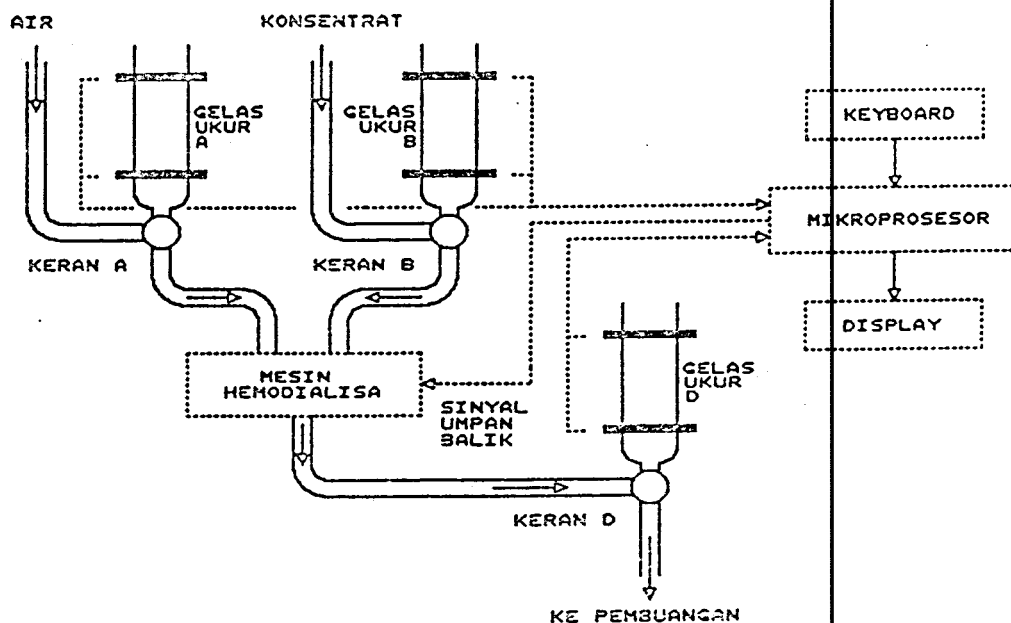 AIR
KONSENTRAT
GELAS
UKUR
A
GELAS
UKUR
B
KEYBOARD
MIKROPROSESOR
KERAN A
KERAN B
DISPLAY
MESIN
HEMODIALISA
GELAS
UKUR
D
SINYAL
UMPAN
BALIK
KERAN D
KE PEMBUANGAN